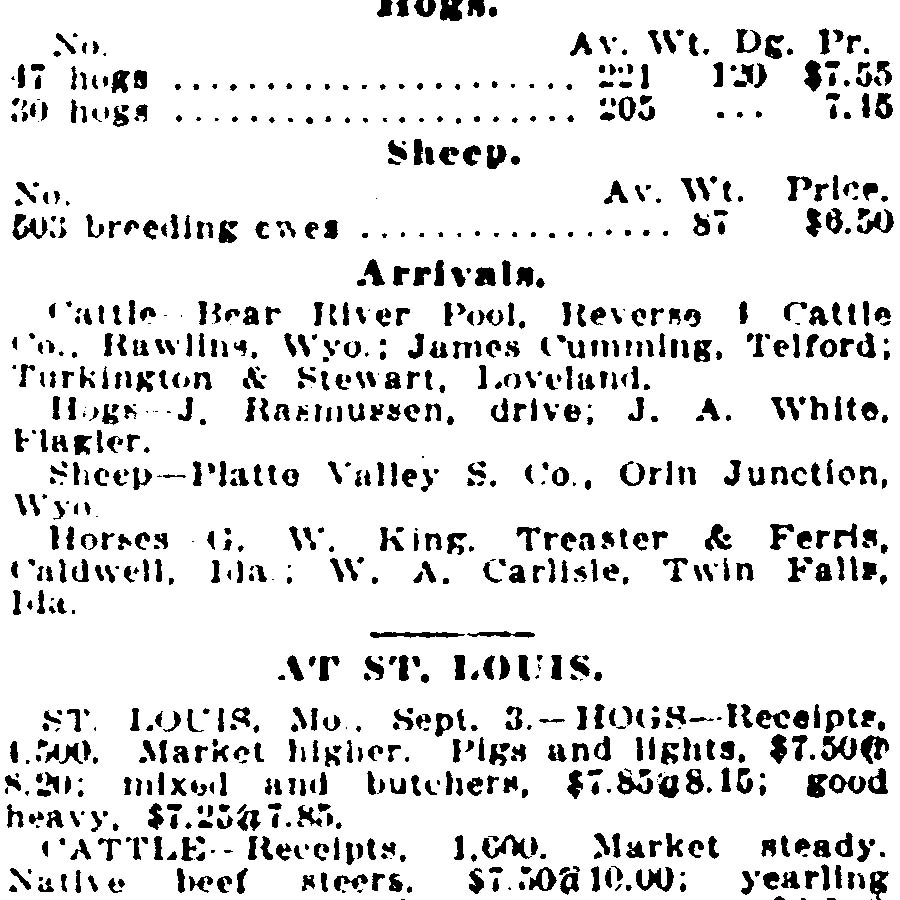 Hogs.
No. Av. Wt. Dg. Pr.
47 hogs ........................ 221 120 $7.55
30 hogs ........................ 205 ... 7.45
Sheep.
No. Av. Wt. Price.
503 breeding ewes .................. 87 $6.50
Arrivals.
Cattle—Bear River Pool, Reverse 4 Cattle
Co., Rawlins, Wyo.; James Cumming, Telford;
Turkington & Stewart, Loveland.
Hogs—J. Rasmussen, drive; J. A. White,
Flagler.
Sheep—Platte Valley S. Co., Orin Junction,
Wyo.
Horses—G. W. King, Treaster & Ferris,
Caldwell, Ida.; W. A. Carlisle, Twin Falls,
Ida.
AT ST. LOUIS.
ST. LOUIS, Mo., Sept. 3.—HOGS—Receipts,
4,500. Market higher. Pigs and lights, $7.50@
8.20; mixed and butchers, $7.85@8.15; good
heavy, $7.25@7.85.
CATTLE—Receipts, 1,600. Market steady.
Native beef steers, $7.50@10.00; yearling